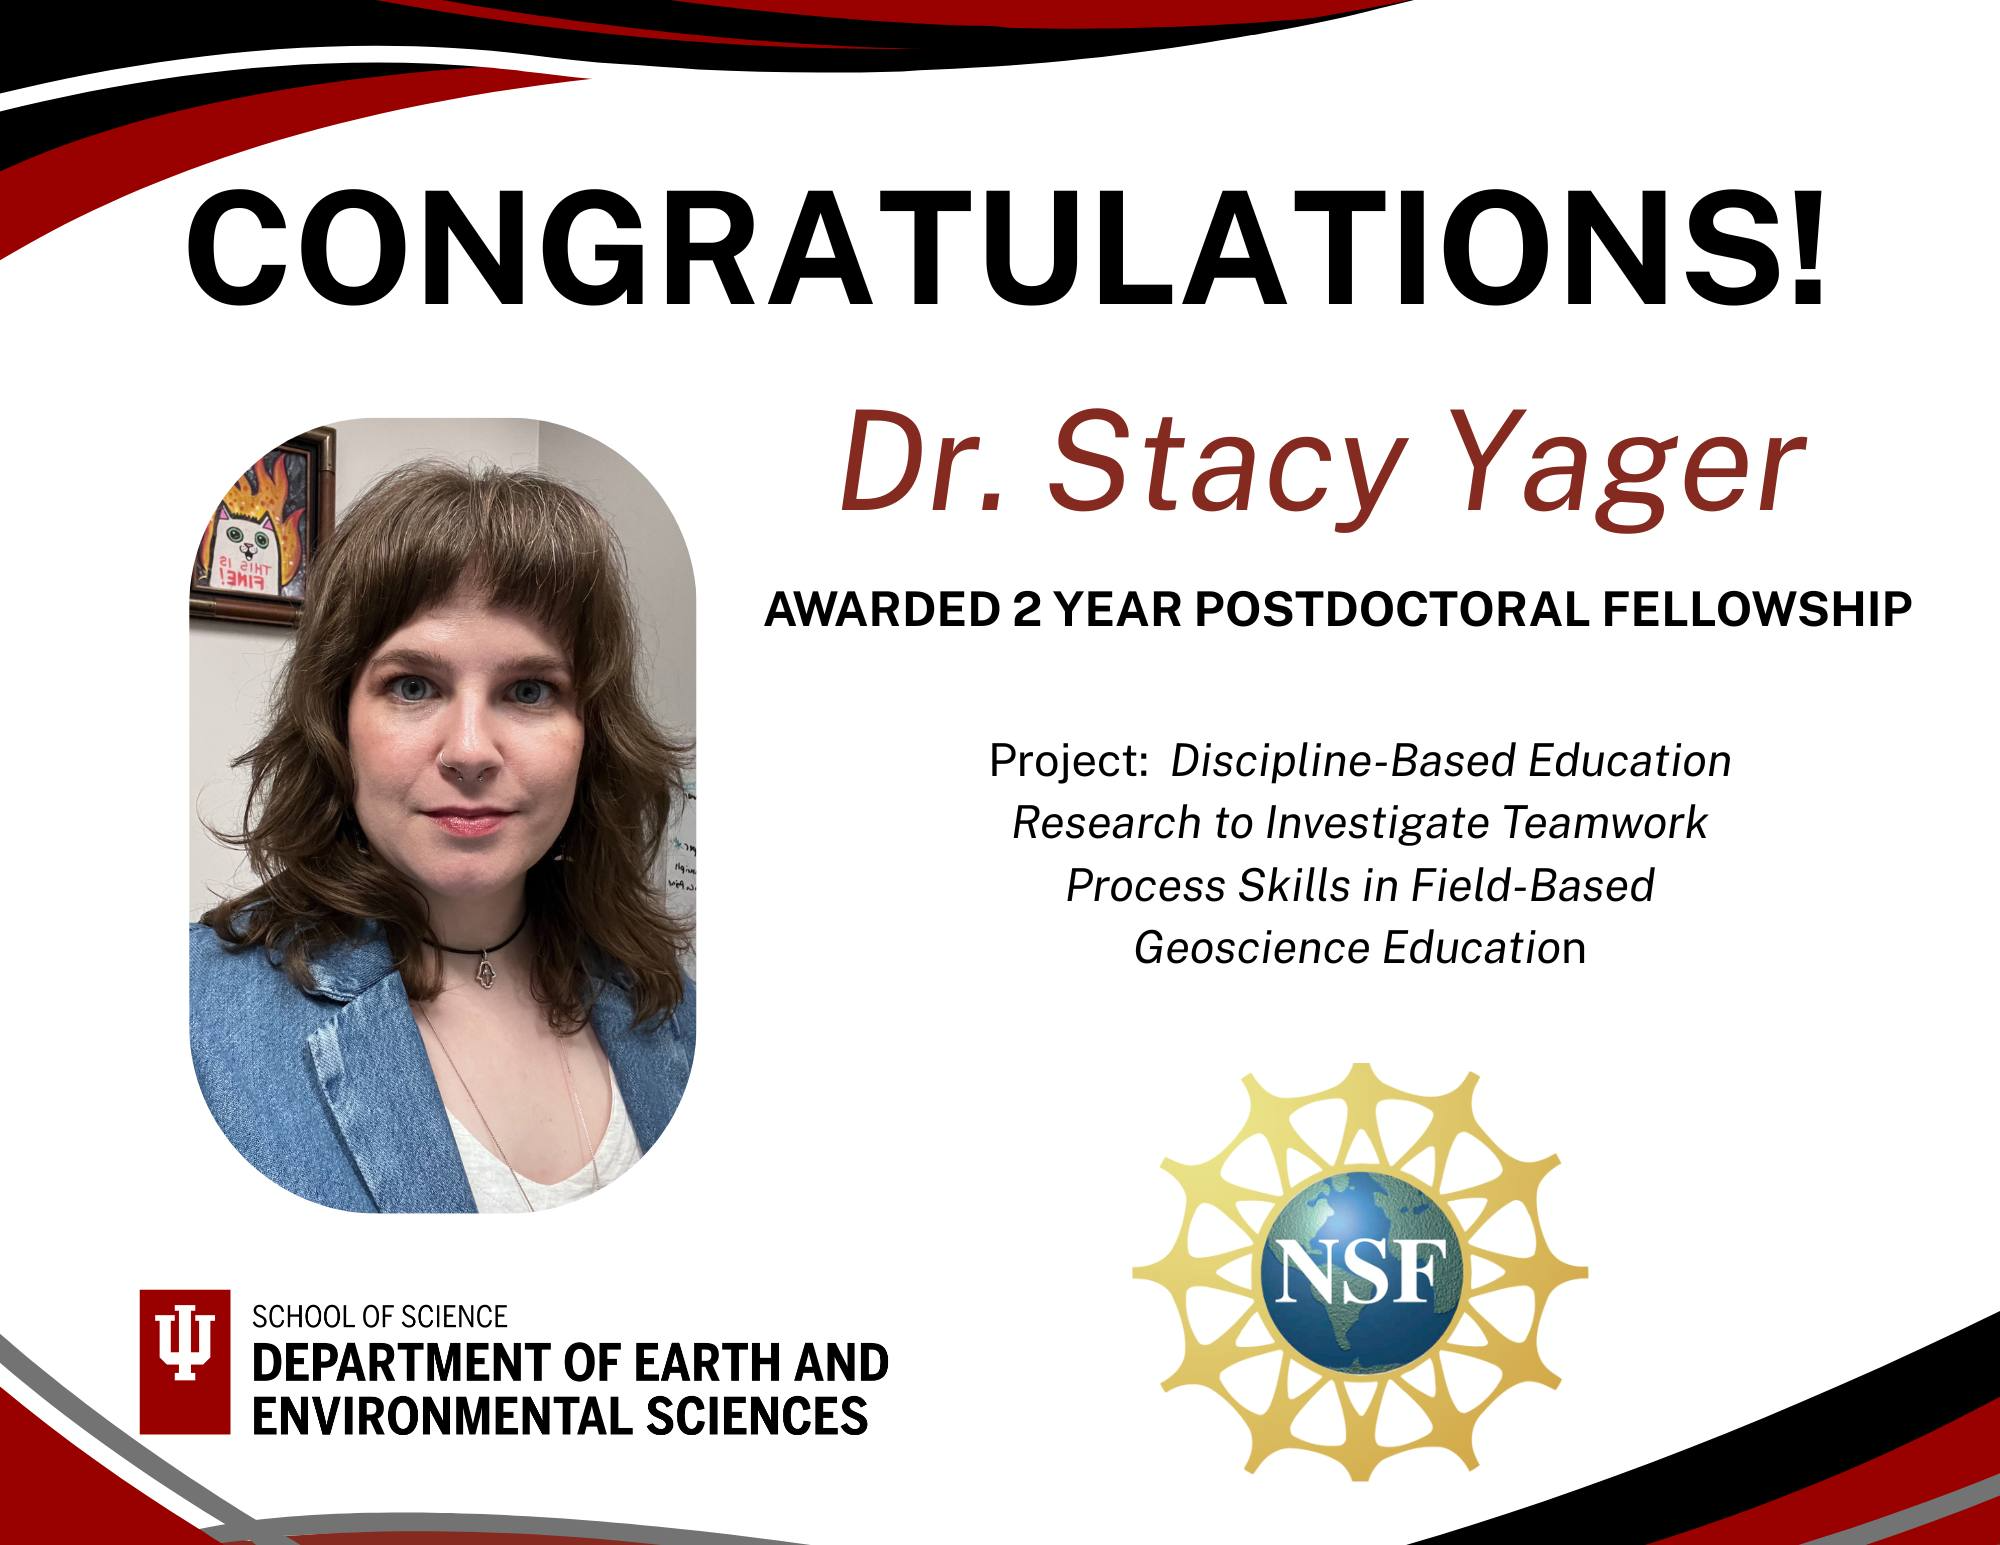 CONGRATULATIONS!
Dr. Stacy Yager
AWARDED 2 YEAR POSTDOCTORAL FELLOWSHIP
Project: Discipline-Based Education
Research to Investigate Teamwork
Process Skills in Field-Based
Geoscience Education
THIS IS
FINE!
NSF
SCHOOL OF SCIENCE
DEPARTMENT OF EARTH AND
ENVIRONMENTAL SCIENCES